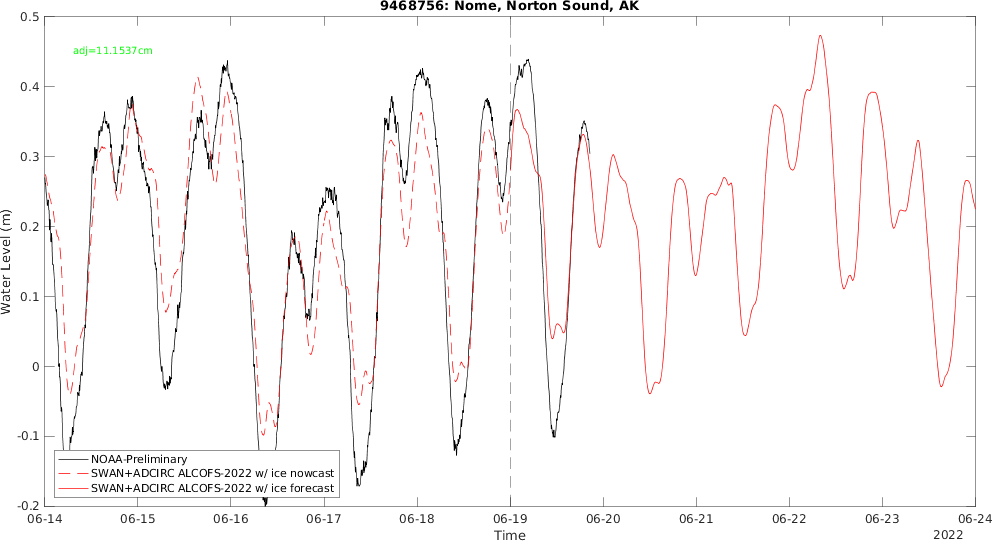 9468756: Nome, Norton Sound, AK
adj=11.1537cm
0.5
0.4
0.3
0.2
0.1
0
-0.1
-0.2
Water Level (m)
NOAA-Preliminary
SWAN+ADCIRC ALCOFS-2022 w/ ice nowcast
SWAN+ADCIRC ALCOFS-2022 w/ ice forecast
06-14 06-15 06-16 06-17 06-18 06-19 06-20 06-21 06-22 06-23 06-24
Time
2022